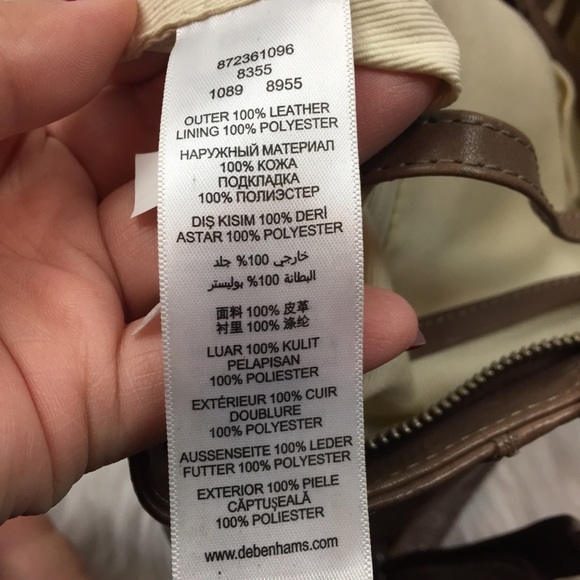 872361096
8355
1089 8955
OUTER 100% LEATHER
LINING 100% POLYESTER
НАРУЖНЫЙ МАТЕРИАЛ
100% КОЖА
ПОДКЛАДКА
100% ПОЛИЭСТЕР
DIŞ KISIM 100% DERİ
ASTAR 100% POLYESTER
خارجي 100% جلد
البطانة 100% بوليستر
面料 100% 皮革
衬里 100% 涤纶
LUAR 100% KULIT
PELAPISAN
100% POLIESTER
EXTÉRIEUR 100% CUIR
DOUBLURE
100% POLYESTER
AUSSENSEITE 100% LEDER
FUTTER 100% POLYESTER
EXTERIOR 100% PIELE
CĂPTUŞEALĂ
100% POLIESTER
www.debenhams.com